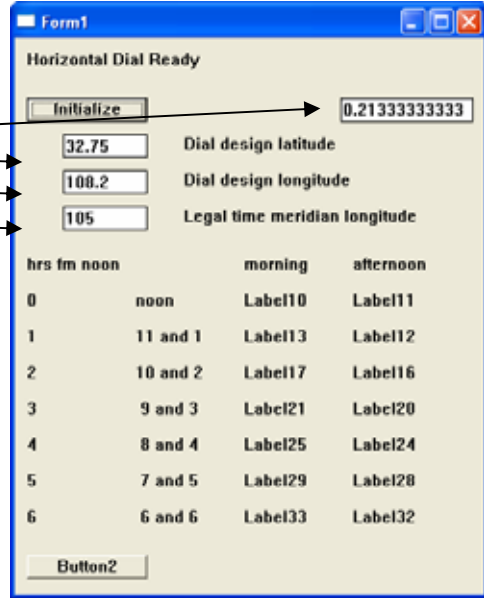 Form1
Horizontal Dial Ready
Initialize 0.21333333333
32.75 Dial design latitude
108.2 Dial design longitude
105 Legal time meridian longitude
hrs fm noon morning afternoon
0 noon Label10 Label11
1 11 and 1 Label13 Label12
2 10 and 2 Label17 Label16
3 9 and 3 Label21 Label20
4 8 and 4 Label25 Label24
5 7 and 5 Label29 Label28
6 6 and 6 Label33 Label32
Button2